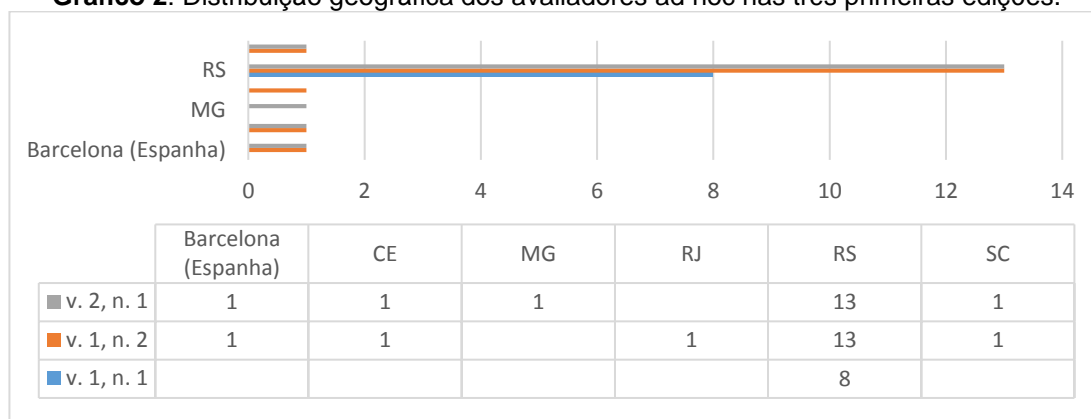 Gráfico 2: Distribuição geográfica dos avaliadores ad hoc nas três primeiras edições.
RS
MG
Barcelona (Espanha)
0 2 4 6 8 10 12 14
Barcelona (Espanha) CE MG RJ RS SC
v. 2, n. 1 1 1 1 13 1
v. 1, n. 2 1 1 1 13 1
v. 1, n. 1 8